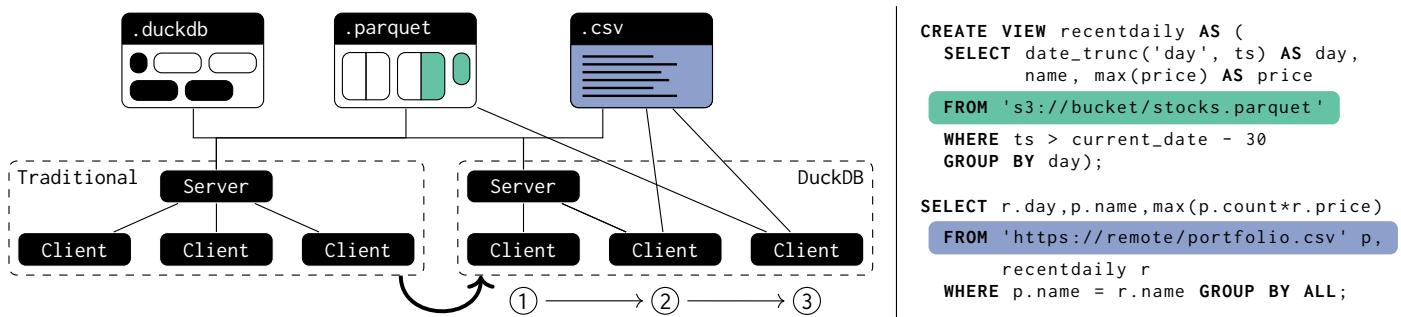 .duckdb
.parquet
.csv
Traditional
Server
Client
Client
Client
Server
DuckDB
Client
Client
Client
1
2
3
CREATE VIEW recentdaily AS (
SELECT date_trunc('day', ts) AS day,
name, max(price) AS price
FROM 's3://bucket/stocks.parquet'
WHERE ts > current_date - 30
GROUP BY day);
SELECT r.day,p.name,max(p.count*r.price)
FROM 'https://remote/portfolio.csv' p,
recentdaily r
WHERE p.name = r.name GROUP BY ALL;